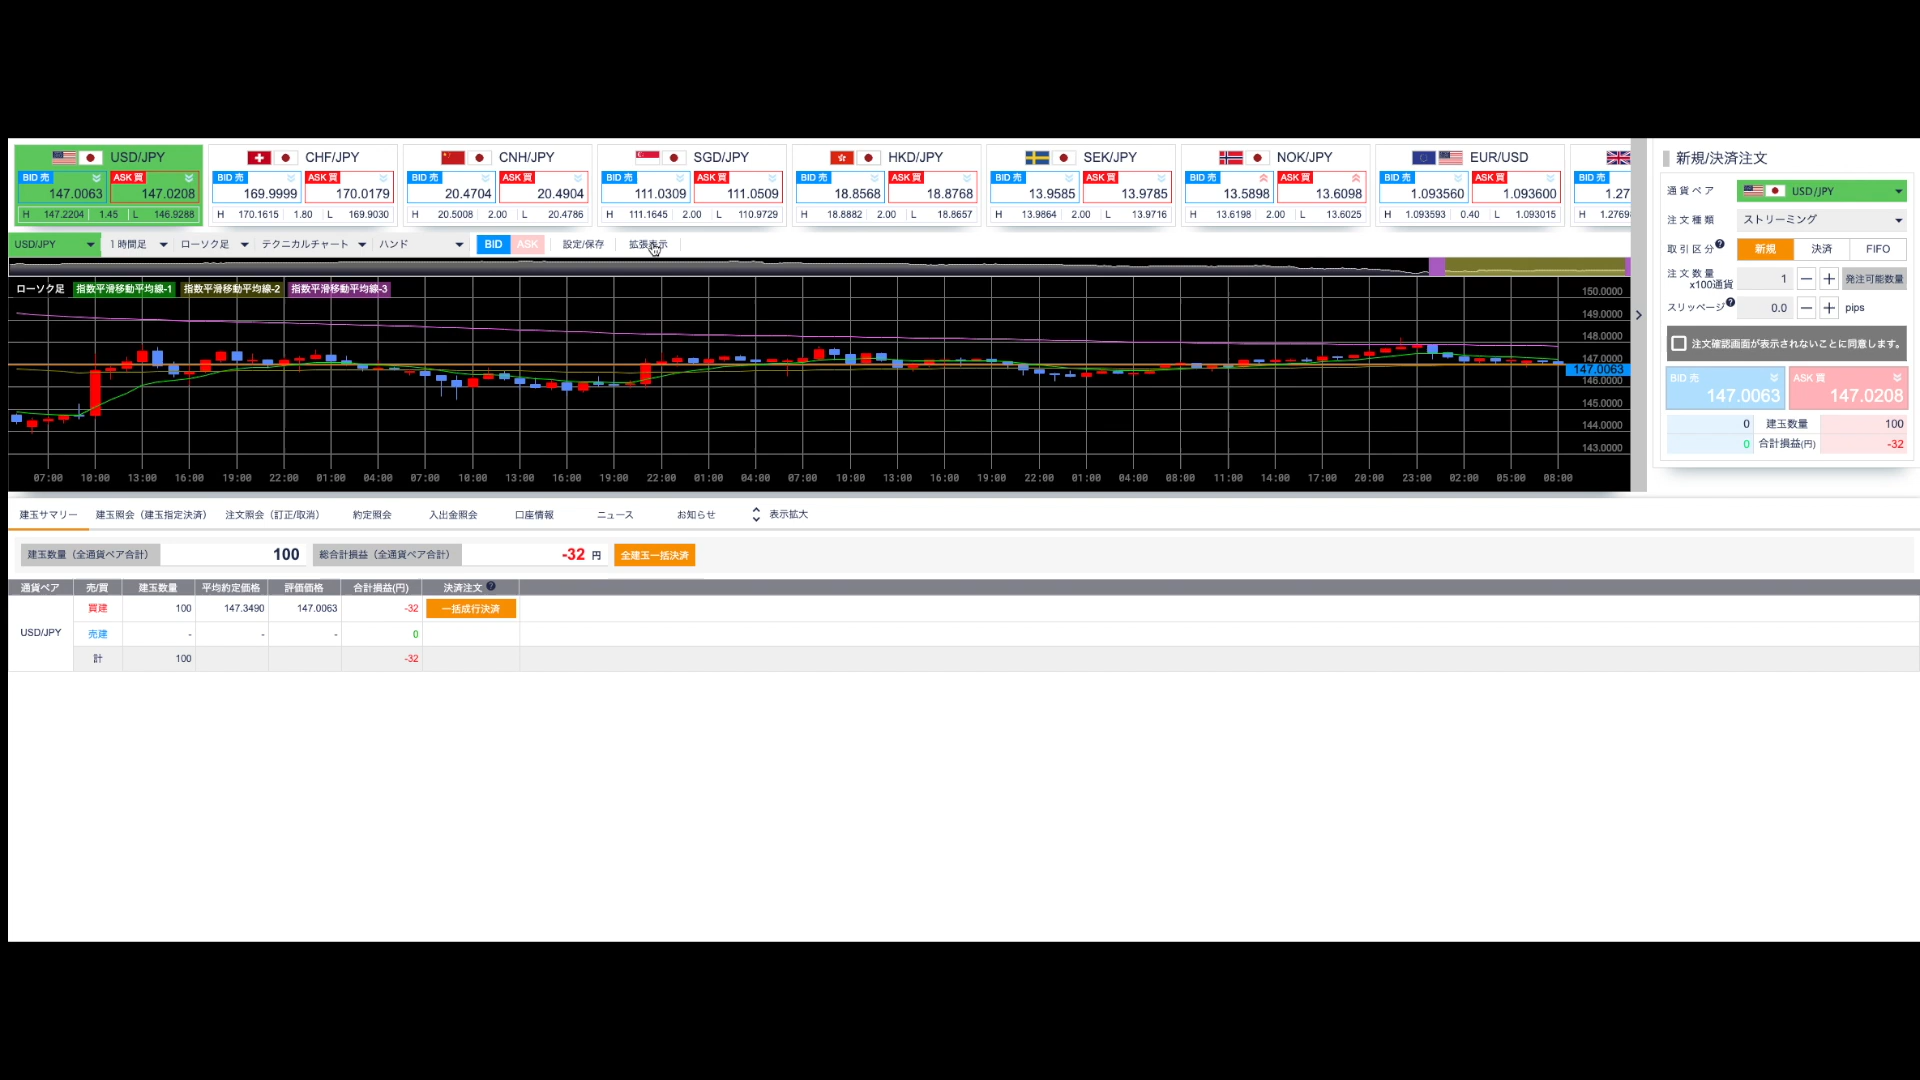 USD/JPY CHF/JPY CNH/JPY SGD/JPY HKD/JPY SEK/JPY NOK/JPY EUR/USD
BID 売 ASK 買 BID 売 ASK 買 BID 売 ASK 買 BID 売 ASK 買 BID 売 ASK 買 BID 売 ASK 買 BID 売 ASK 買 BID 売 ASK 買 BID 売
147.0063 147.0208 169.9999 170.0179 20.4704 20.4904 111.0309 111.0509 18.8568 18.8768 13.9585 13.9785 13.5898 13.6098 1.093560 1.093600 1.27
H 147.2204 1.45 L 146.9288 H 170.1615 1.80 L 169.9030 H 20.5008 2.00 L 20.4786 H 111.1645 2.00 L 110.9729 H 18.8882 2.00 L 18.8657 H 13.9864 2.00 L 13.9716 H 13.6198 2.00 L 13.6025 H 1.093593 0.40 L 1.093015 H 1.2769
USD/JPY 1時間足 ローソク足 テクニカルチャート ハンド BID ASK 設定/保存 拡張表示
ローソク足 指数平滑移動平均線-1 指数平滑移動平均線-2 指数平滑移動平均線-3
150.0000
149.0000
148.0000
147.0000
147.0063
146.0000
145.0000
144.0000
143.0000
07:00 10:00 13:00 16:00 19:00 22:00 01:00 04:00 07:00 10:00 13:00 16:00 19:00 22:00 01:00 04:00 07:00 10:00 13:00 16:00 19:00 22:00 01:00 04:00 08:00 11:00 14:00 17:00 20:00 23:00 02:00 05:00 08:00
新規/決済注文
通貨ペア USD/JPY
注文種類 ストリーミング
取引区分 新規 決済 FIFO
注文数量 x100通貨 1 発注可能数量
スリッページ 0.0 pips
注文確認画面が表示されないことに同意します。
BID 売 ASK 買
147.0063 147.0208
0 建玉数量 100
0 合計損益(円) -32
建玉サマリー 建玉照会（建玉指定決済） 注文照会（訂正/取消） 約定照会 入出金照会 口座情報 ニュース お知らせ 表示拡大
建玉数量（全通貨ペア合計） 100 総合計損益（全通貨ペア合計） -32 円 全建玉一括決済
通貨ペア 売/買 建玉数量 平均約定価格 評価価格 合計損益(円) 決済注文
買建 100 147.3490 147.0063 -32 一括成行決済
USD/JPY 売建 - - - 0
計 100 -32